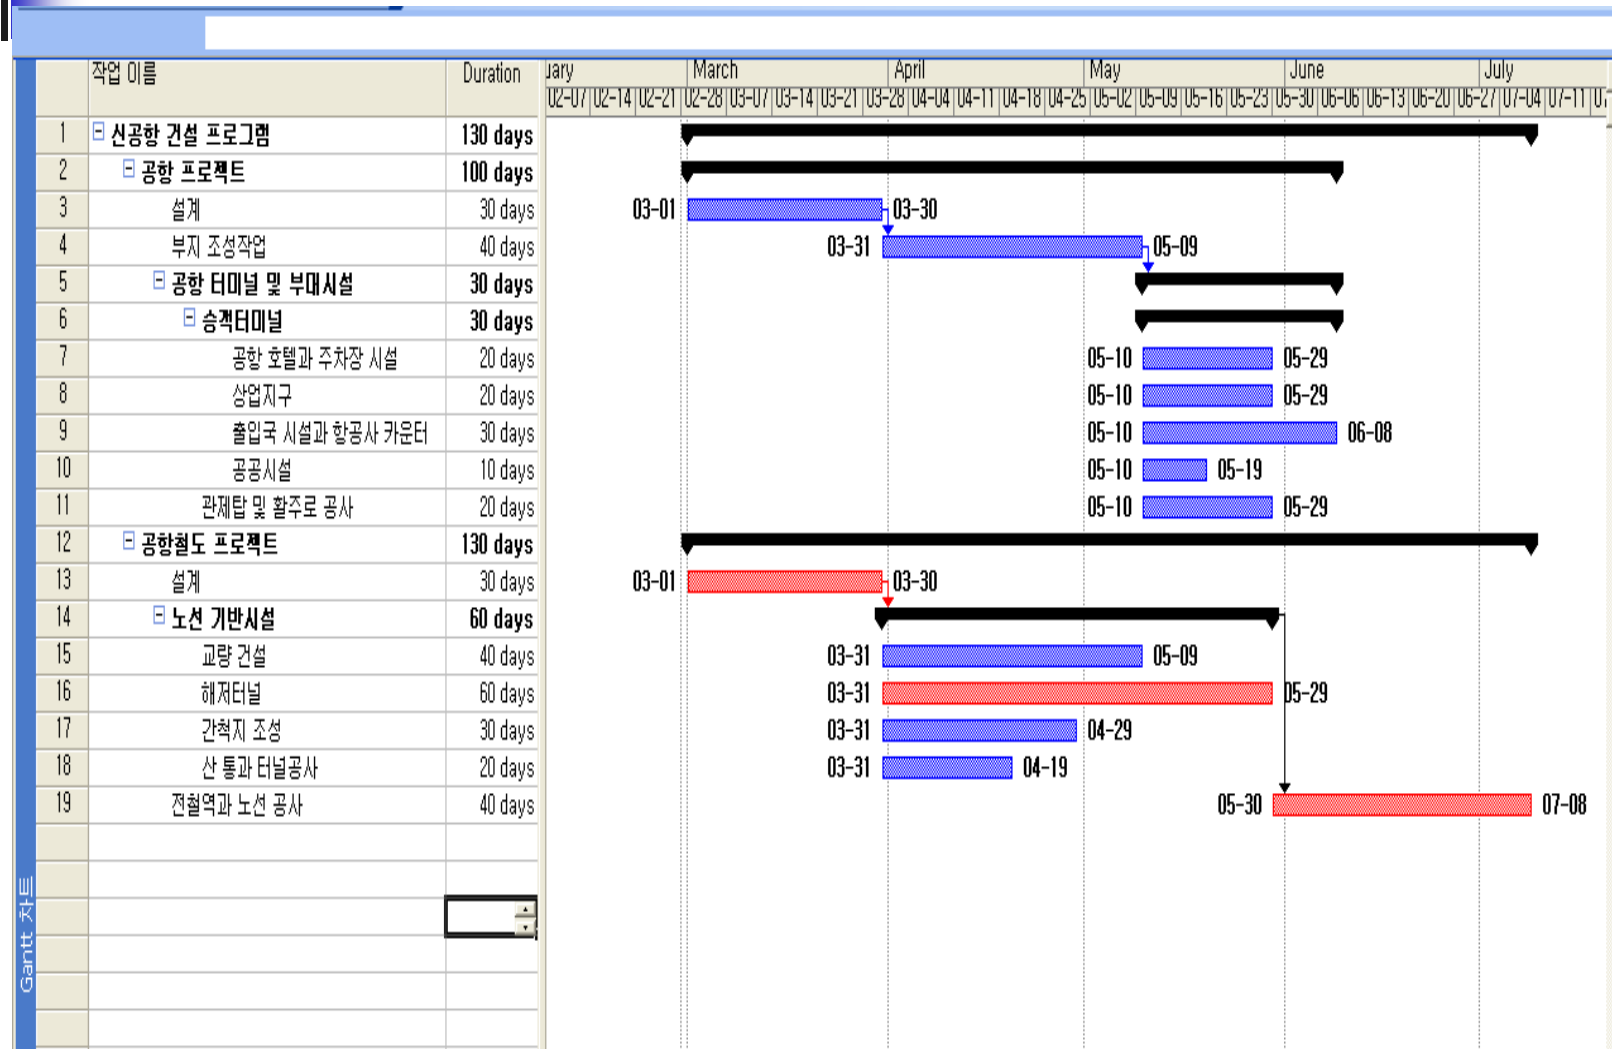 작업 이름 Duration
uary March April May June July
02-07 02-14 02-21 02-28 03-07 03-14 03-21 03-28 04-04 04-11 04-18 04-25 05-02 05-09 05-16 05-23 05-30 06-06 06-13 06-20 06-27 07-04 07-11
1 신공항 건설 프로그램 130 days
2 공항 프로젝트 100 days
3 설계 30 days 03-01 03-30
4 부지 조성작업 40 days 03-31 05-09
5 공항 터미널 및 부대시설 30 days
6 승객터미널 30 days
7 공항 호텔과 주차장 시설 20 days 05-10 05-29
8 상업지구 20 days 05-10 05-29
9 출입국 시설과 항공사 카운터 30 days 05-10 06-08
10 공공시설 10 days 05-10 05-19
11 관제탑 및 활주로 공사 20 days 05-10 05-29
12 공항철도 프로젝트 130 days
13 설계 30 days 03-01 03-30
14 노선 기반시설 60 days
15 교량 건설 40 days 03-31 05-09
16 해저터널 60 days 03-31 05-29
17 간척지 조성 30 days 03-31 04-29
18 산 통과 터널공사 20 days 03-31 04-19
19 전철역과 노선 공사 40 days 05-30 07-08
Gantt 차트